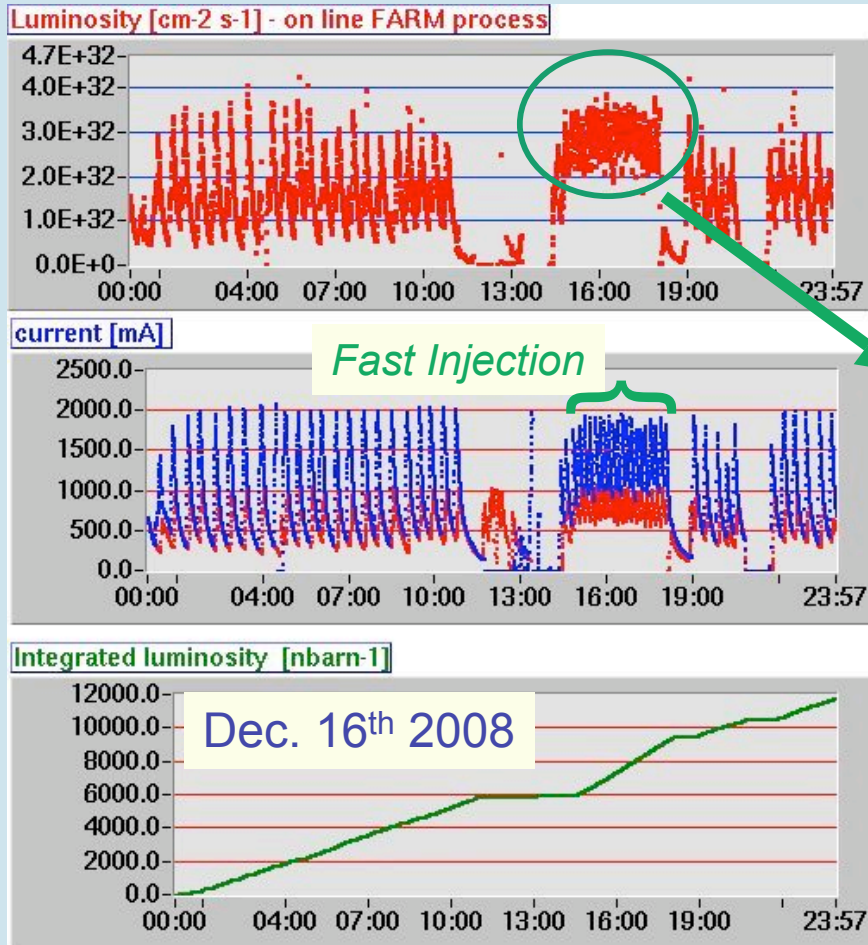 Luminosity [cm-2 s-1] - on line FARM process
4.7E+32
4.0E+32
3.0E+32
2.0E+32
1.0E+32
0.0E+0
00:00 04:00 07:00 10:00 13:00 16:00 19:00 23:57
current [mA]
Fast Injection
2500.0
2000.0
1500.0
1000.0
500.0
0.0
00:00 04:00 07:00 10:00 13:00 16:00 19:00 23:57
Integrated luminosity [nbarn-1]
Dec. 16th 2008
12000.0
10000.0
8000.0
6000.0
4000.0
2000.0
0.0
00:00 04:00 07:00 10:00 13:00 16:00 19:00 23:57